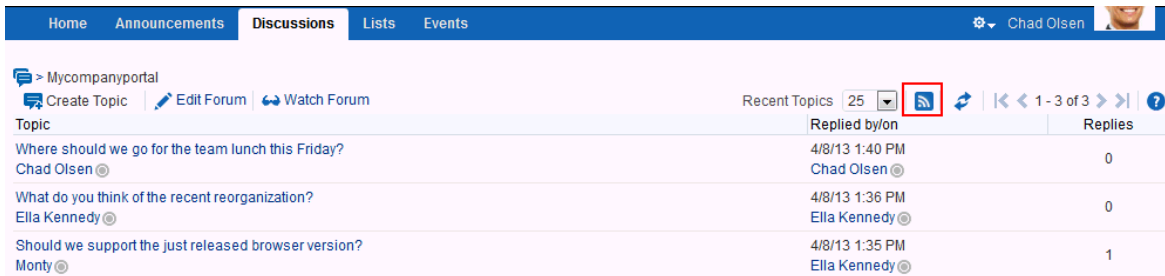 Home Announcements Discussions Lists Events Chad Olsen
> Mycompanyportal
Create Topic Edit Forum Watch Forum Recent Topics 25 1 - 3 of 3 ?
Topic Replied by/on Replies
Where should we go for the team lunch this Friday? 4/8/13 1:40 PM 0
Chad Olsen Chad Olsen
What do you think of the recent reorganization? 4/8/13 1:36 PM 0
Ella Kennedy Ella Kennedy
Should we support the just released browser version? 4/8/13 1:35 PM 1
Monty Ella Kennedy